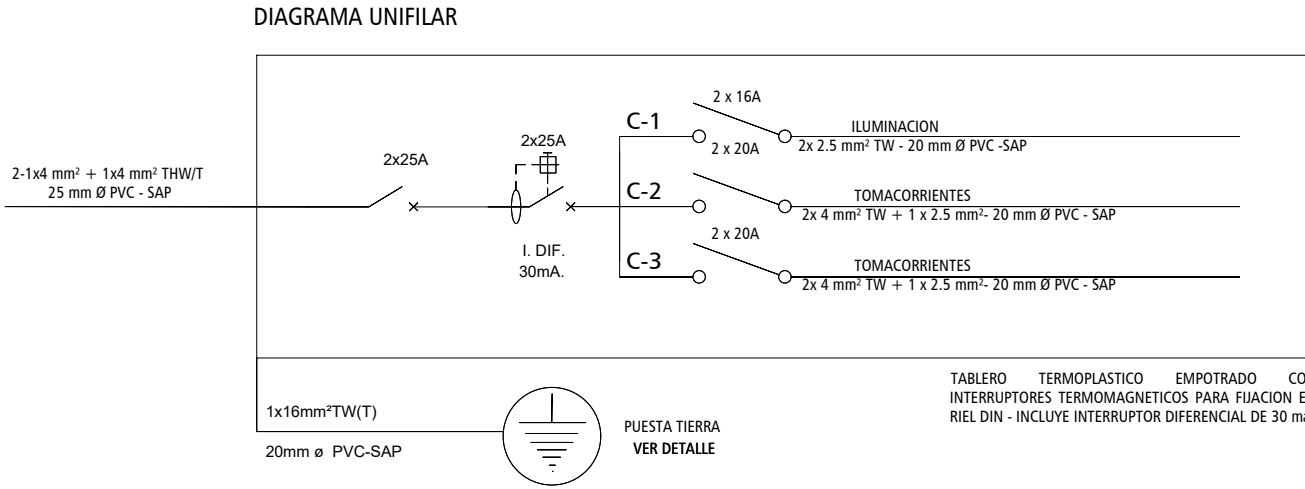 DIAGRAMA UNIFILAR
2-1x4 mm² + 1x4 mm² THW/T
25 mm Ø PVC - SAP
2x25A
2x25A
I. DIF.
30mA.
C-1
2 x 16A
ILUMINACION
2x 2.5 mm² TW - 20 mm Ø PVC -SAP
C-2
2 x 20A
TOMACORRIENTES
2x 4 mm² TW + 1 x 2.5 mm²- 20 mm Ø PVC - SAP
C-3
2 x 20A
TOMACORRIENTES
2x 4 mm² TW + 1 x 2.5 mm²- 20 mm Ø PVC - SAP
1x16mm²TW(T)
20mm ø PVC-SAP
PUESTA TIERRA
VER DETALLE
TABLERO TERMOPLASTICO EMPOTRADO CO
INTERRUPTORES TERMOMAGNETICOS PARA FIJACION E
RIEL DIN - INCLUYE INTERRUPTOR DIFERENCIAL DE 30 ma